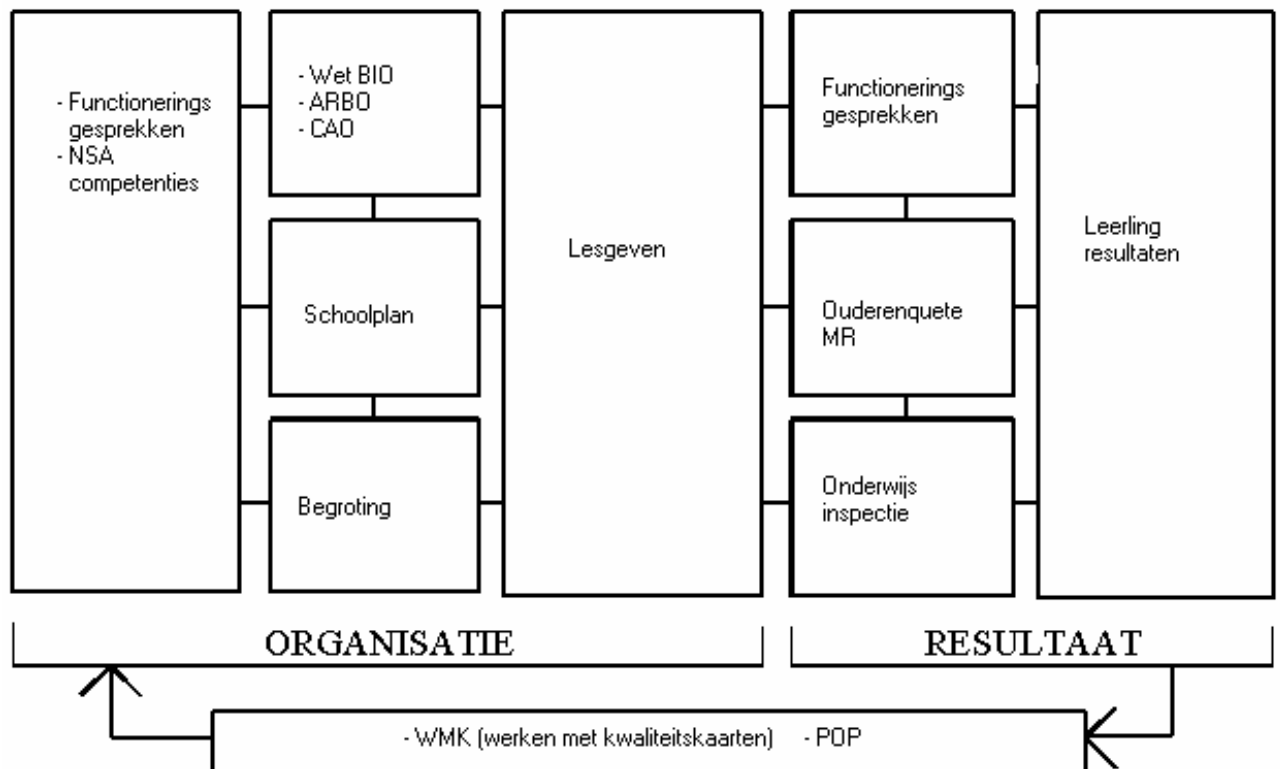 - Functionerings
gesprekken
- NSA
competenties
- Wet BIO
- ARBO
- CAO
Schoolplan
Begroting
Lesgeven
Functionerings
gesprekken
Ouderenquete
MR
Onderwijs
inspectie
Leerling
resultaten
ORGANISATIE
RESULTAAT
- WMK (werken met kwaliteitskaarten) - POP